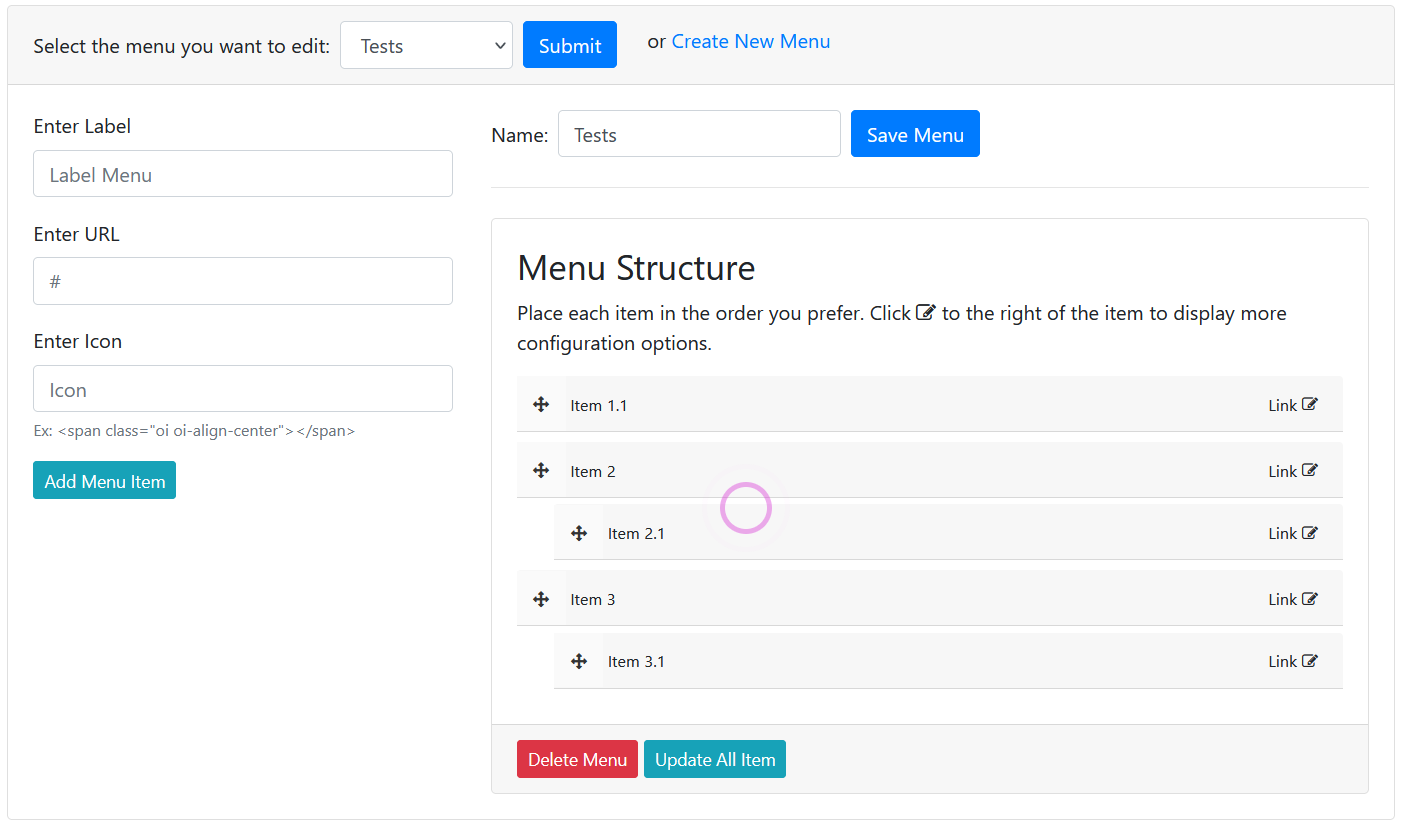 Select the menu you want to edit: Tests Submit or Create New Menu
Enter Label
Label Menu
Enter URL
#
Enter Icon
Icon
Ex: <span class="oi oi-align-center"></span>
Add Menu Item
Name: Tests Save Menu
Menu Structure
Place each item in the order you prefer. Click to the right of the item to display more
configuration options.
Item 1.1 Link
Item 2 Link
Item 2.1 Link
Item 3 Link
Item 3.1 Link
Delete Menu Update All Item